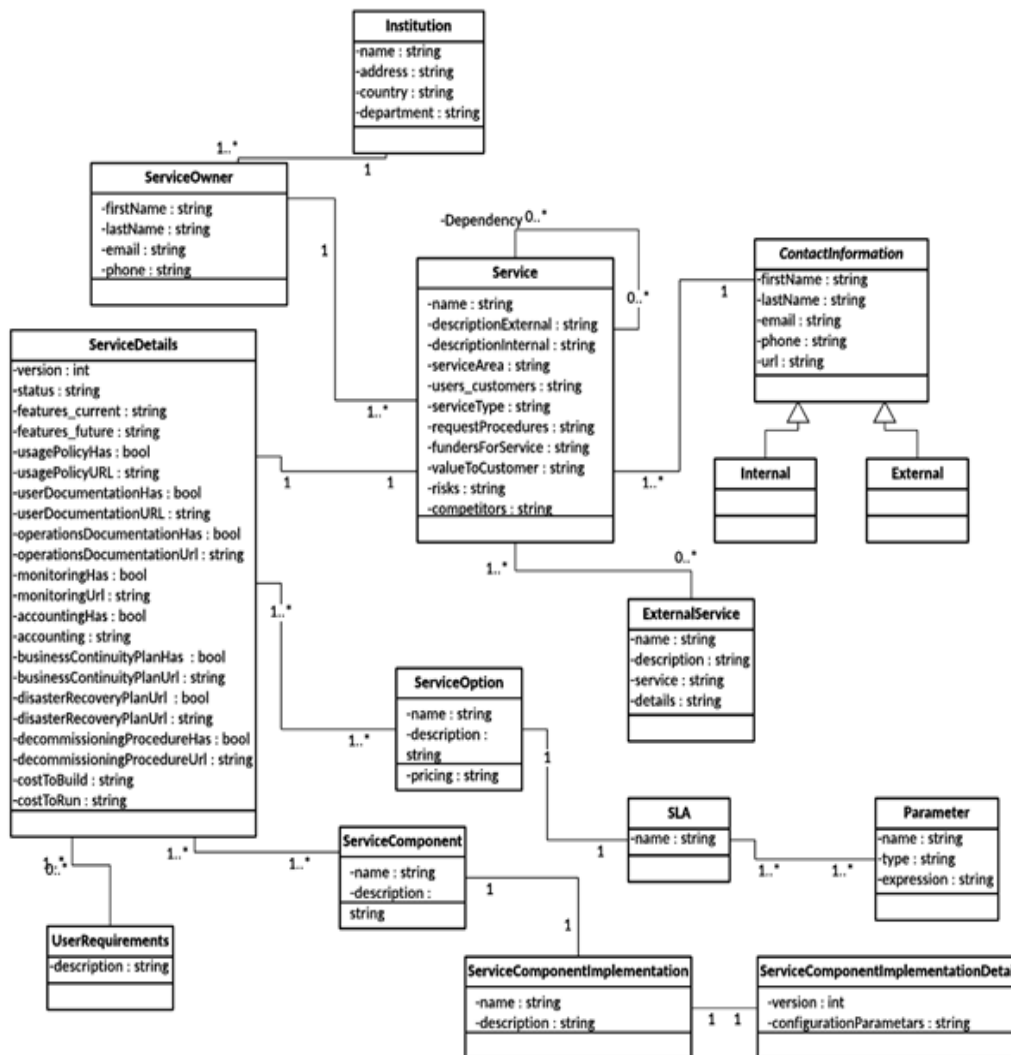 Institution
-name : string
-address : string
-country : string
-department : string
1..*
1
ServiceOwner
-firstName : string
-lastName : string
-email : string
-phone : string
1
1..*
-Dependency
0..*
0..*
Service
-name : string
-descriptionExternal : string
-descriptionInternal : string
-serviceArea : string
-users_customers : string
-serviceType : string
-requestProcedures : string
-fundersForService : string
-valueToCustomer : string
-risks : string
-competitors : string
1
1..*
ContactInformation
-firstName : string
-lastName : string
-email : string
-phone : string
-url : string
Internal
External
ServiceDetails
-version : int
-status : string
-features_current : string
-features_future : string
-usagePolicyHas : bool
-usagePolicyURL : string
-userDocumentationHas : bool
-userDocumentationURL : string
-operationsDocumentationHas : bool
-operationsDocumentationUrl : string
-monitoringHas : bool
-monitoringUrl : string
-accountingHas : bool
-accounting : string
-businessContinuityPlanHas : bool
-businessContinuityPlanUrl : string
-disasterRecoveryPlanUrl : bool
-disasterRecoveryPlanUrl : string
-decommissioningProcedureHas : bool
-decommissioningProcedureUrl : string
-costToBuild : string
-costToRun : string
1
1
1..*
0..*
ExternalService
-name : string
-description : string
-service : string
-details : string
1..*
1..*
ServiceOption
-name : string
-description :
string
-pricing : string
1
1
SLA
-name : string
1..*
1..*
Parameter
-name : string
-type : string
-expression : string
1..*
1..*
ServiceComponent
-name : string
-description :
string
1
1
1..*
0..*
UserRequirements
-description : string
ServiceComponentImplementation
-name : string
-description : string
1
1
ServiceComponentImplementationDetai
-version : int
-configurationParametars : string